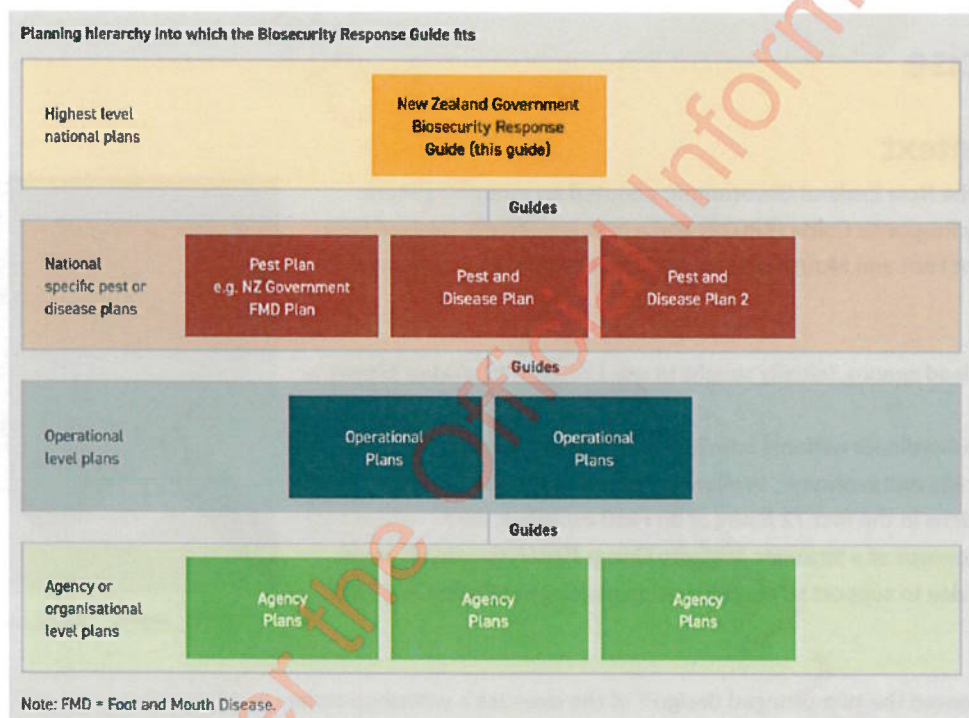 Planning hierarchy into which the Biosecurity Response Guide fits
Highest level
national plans
New Zealand Government
Biosecurity Response
Guide (this guide)
Guides
National
specific pest or
disease plans
Pest Plan
e.g. NZ Government
FMD Plan
Pest and
Disease Plan
Pest and
Disease Plan 2
Guides
Operational
level plans
Operational
Plans
Operational
Plans
Guides
Agency or
organisational
level plans
Agency
Plans
Agency
Plans
Agency
Plans
Note: FMD = Foot and Mouth Disease.
the Official Inform